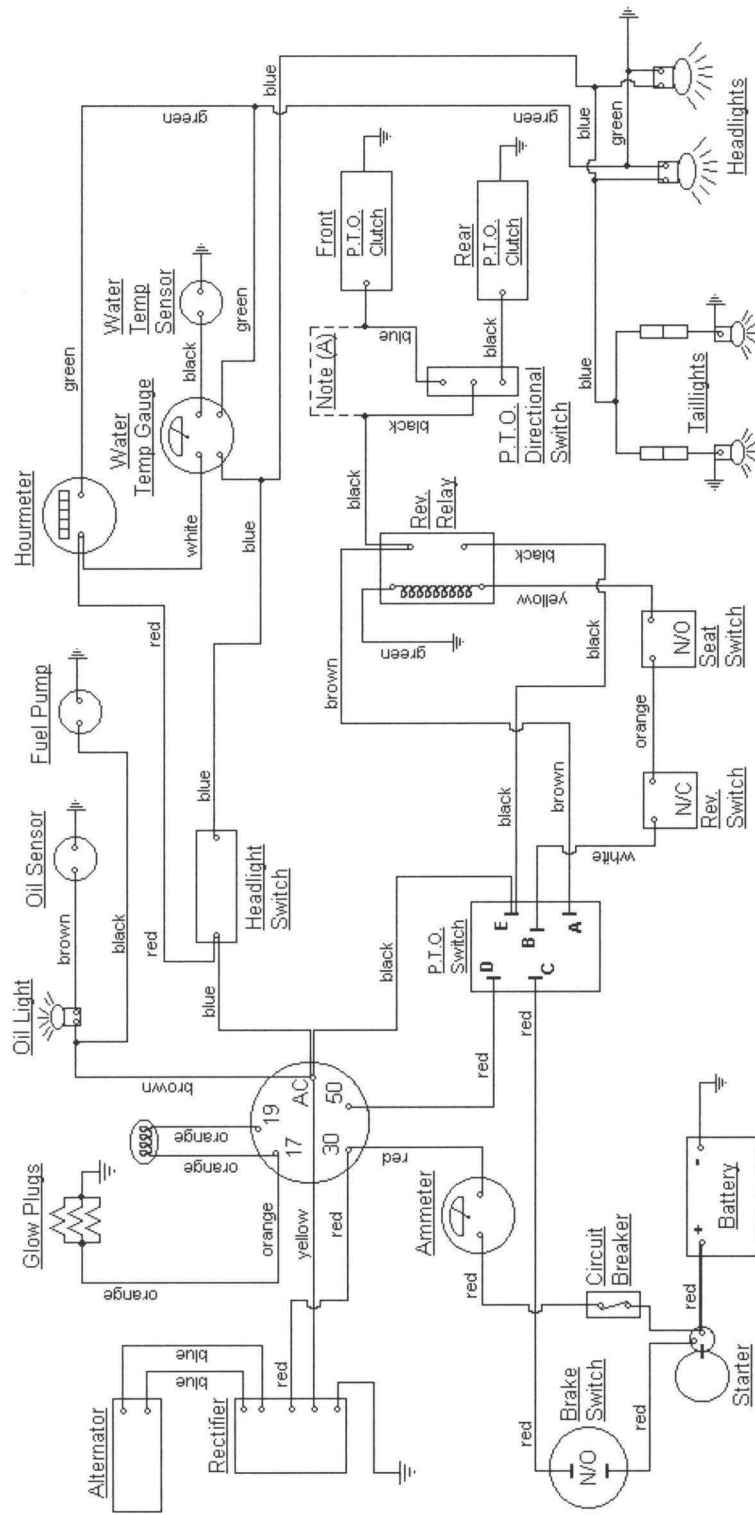 Alternator
blue
blue
Rectifier
red
yellow
red
Glow Plugs
orange
orange
orange
orange
17
19
30
AC
50
brown
Oil Light
brown
black
Oil Sensor
Fuel Pump
Hourmeter
green
red
red
white
Water
Temp Gauge
black
Water
Temp
Sensor
green
green
blue
blue
blue
blue
Headlight
Switch
black
Ammeter
red
red
red
red
Circuit
Breaker
Brake
Switch
N/O
red
red
red
Starter
+
-
Battery
P.T.O.
Switch
D
C
E
B
A
black
brown
white
N/C
Rev.
Switch
orange
N/O
Seat
Switch
yellow
green
brown
black
black
Rev.
Relay
black
Note (A)
black
blue
black
P.T.O.
Directional
Switch
Front
P.T.O.
Clutch
Rear
P.T.O.
Clutch
green
blue
green
blue
Taillights
Headlights